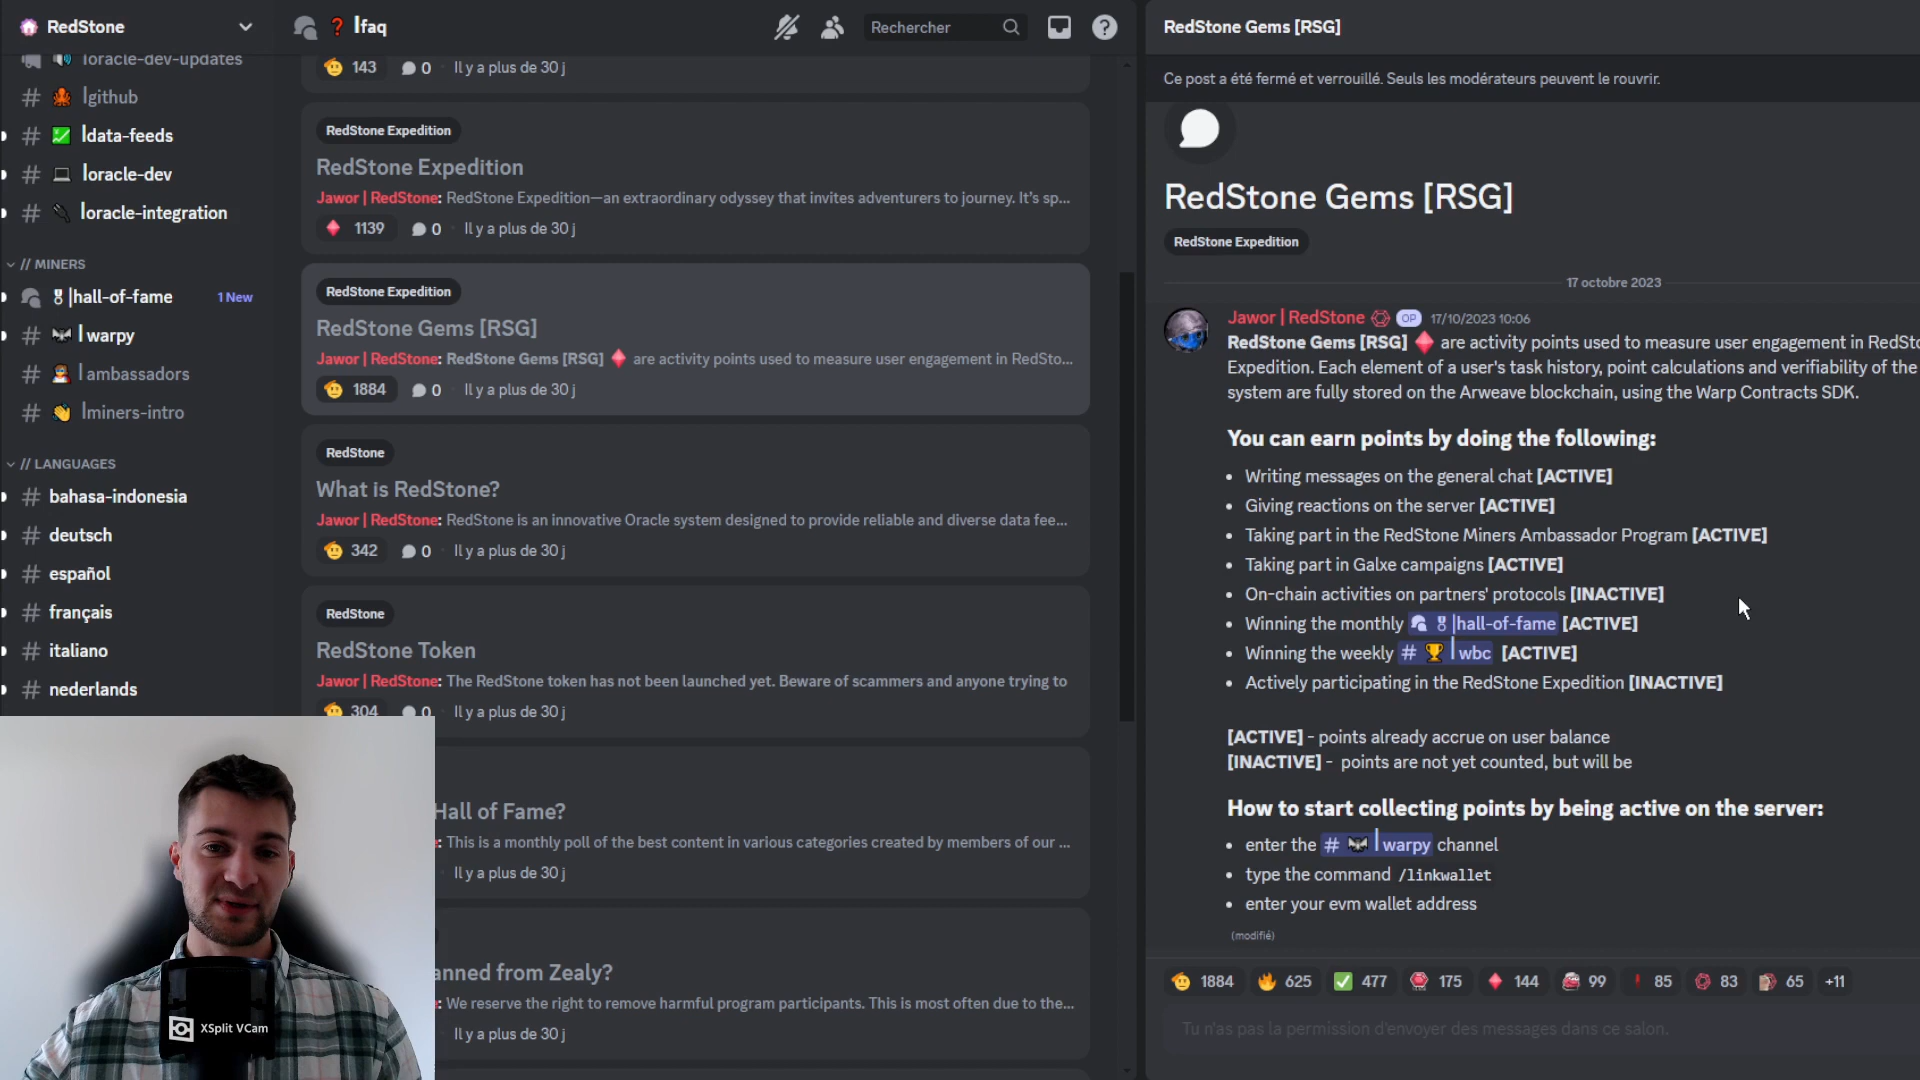 RedStone
loracle-dev-updates
lgithub
ldata-feeds
loracle-dev
loracle-integration
// MINERS
|hall-of-fame
1 New
| warpy
| ambassadors
lminers-intro
// LANGUAGES
bahasa-indonesia
deutsch
español
français
italiano
nederlands
XSplit VCam
❓ lfaq
Rechercher
143 0 · Il y a plus de 30 j
RedStone Expedition
RedStone Expedition
Jawor | RedStone: RedStone Expedition—an extraordinary odyssey that invites adventurers to journey. It's sp...
1139 0 · Il y a plus de 30 j
RedStone Expedition
RedStone Gems [RSG]
Jawor | RedStone: RedStone Gems [RSG] are activity points used to measure user engagement in RedSto...
1884 0 · Il y a plus de 30 j
RedStone
What is RedStone?
Jawor | RedStone: RedStone is an innovative Oracle system designed to provide reliable and diverse data fee...
342 0 · Il y a plus de 30 j
RedStone
RedStone Token
Jawor | RedStone: The RedStone token has not been launched yet. Beware of scammers and anyone trying to
304 0 · Il y a plus de 30 j
Hall of Fame?
: This is a monthly poll of the best content in various categories created by members of our ...
Il y a plus de 30 j
anned from Zealy?
: We reserve the right to remove harmful program participants. This is most often due to the...
Il y a plus de 30 j
RedStone Gems [RSG]
Ce post a été fermé et verrouillé. Seuls les modérateurs peuvent le rouvrir.
RedStone Gems [RSG]
RedStone Expedition
17 octobre 2023
Jawor | RedStone OP 17/10/2023 10:06
RedStone Gems [RSG] are activity points used to measure user engagement in RedSto
Expedition. Each element of a user's task history, point calculations and verifiability of the
system are fully stored on the Arweave blockchain, using the Warp Contracts SDK.
You can earn points by doing the following:
• Writing messages on the general chat [ACTIVE]
• Giving reactions on the server [ACTIVE]
• Taking part in the RedStone Miners Ambassador Program [ACTIVE]
• Taking part in Galxe campaigns [ACTIVE]
• On-chain activities on partners' protocols [INACTIVE]
• Winning the monthly |hall-of-fame [ACTIVE]
• Winning the weekly # | wbc [ACTIVE]
• Actively participating in the RedStone Expedition [INACTIVE]
[ACTIVE] - points already accrue on user balance
[INACTIVE] - points are not yet counted, but will be
How to start collecting points by being active on the server:
• enter the # | warpy channel
• type the command /linkwallet
• enter your evm wallet address
(modifié)
1884 625 477 175 144 99 85 83 65 +11
Tu n'as pas la permission d'envoyer des messages dans ce salon.